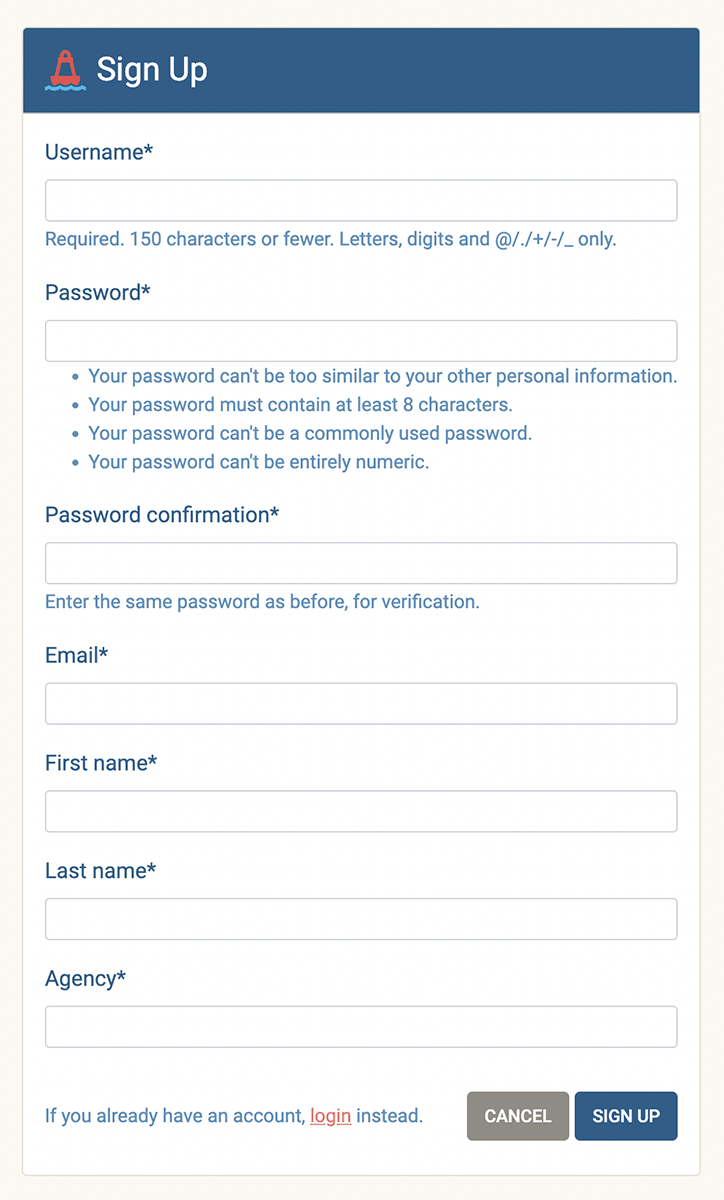 Sign Up
Username*
Required. 150 characters or fewer. Letters, digits and @/./+/-/_ only.
Password*
• Your password can't be too similar to your other personal information.
• Your password must contain at least 8 characters.
• Your password can't be a commonly used password.
• Your password can't be entirely numeric.
Password confirmation*
Enter the same password as before, for verification.
Email*
First name*
Last name*
Agency*
If you already have an account, login instead.
CANCEL
SIGN UP